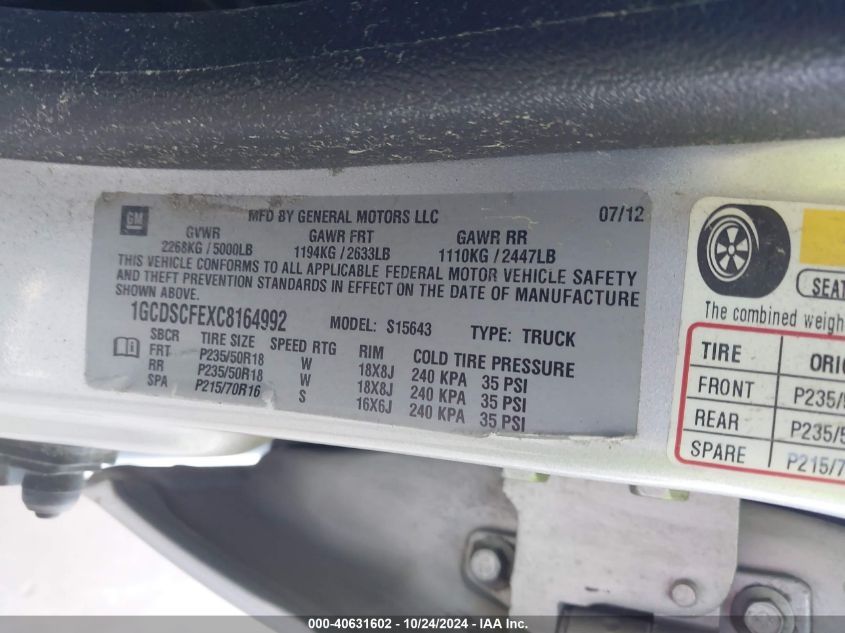 GM
MFD BY GENERAL MOTORS LLC 07/12
GVWR GAWR FRT GAWR RR
2268KG / 5000LB 1194KG / 2633LB 1110KG / 2447LB
THIS VEHICLE CONFORMS TO ALL APPLICABLE FEDERAL MOTOR VEHICLE SAFETY
AND THEFT PREVENTION STANDARDS IN EFFECT ON THE DATE OF MANUFACTURE
SHOWN ABOVE.
1GCDSCFEXC8164992 MODEL: S15643 TYPE: TRUCK
SBCR TIRE SIZE SPEED RTG RIM COLD TIRE PRESSURE
FRT P235/50R18 W 18X8J 240 KPA 35 PSI
RR P235/50R18 W 18X8J 240 KPA 35 PSI
SPA P215/70R16 S 16X6J 240 KPA 35 PSI
SEAT
The combined weigh
TIRE ORIG
FRONT P235/5
REAR P235/5
SPARE P215/7
000-40631602 - 10/24/2024 - IAA Inc.